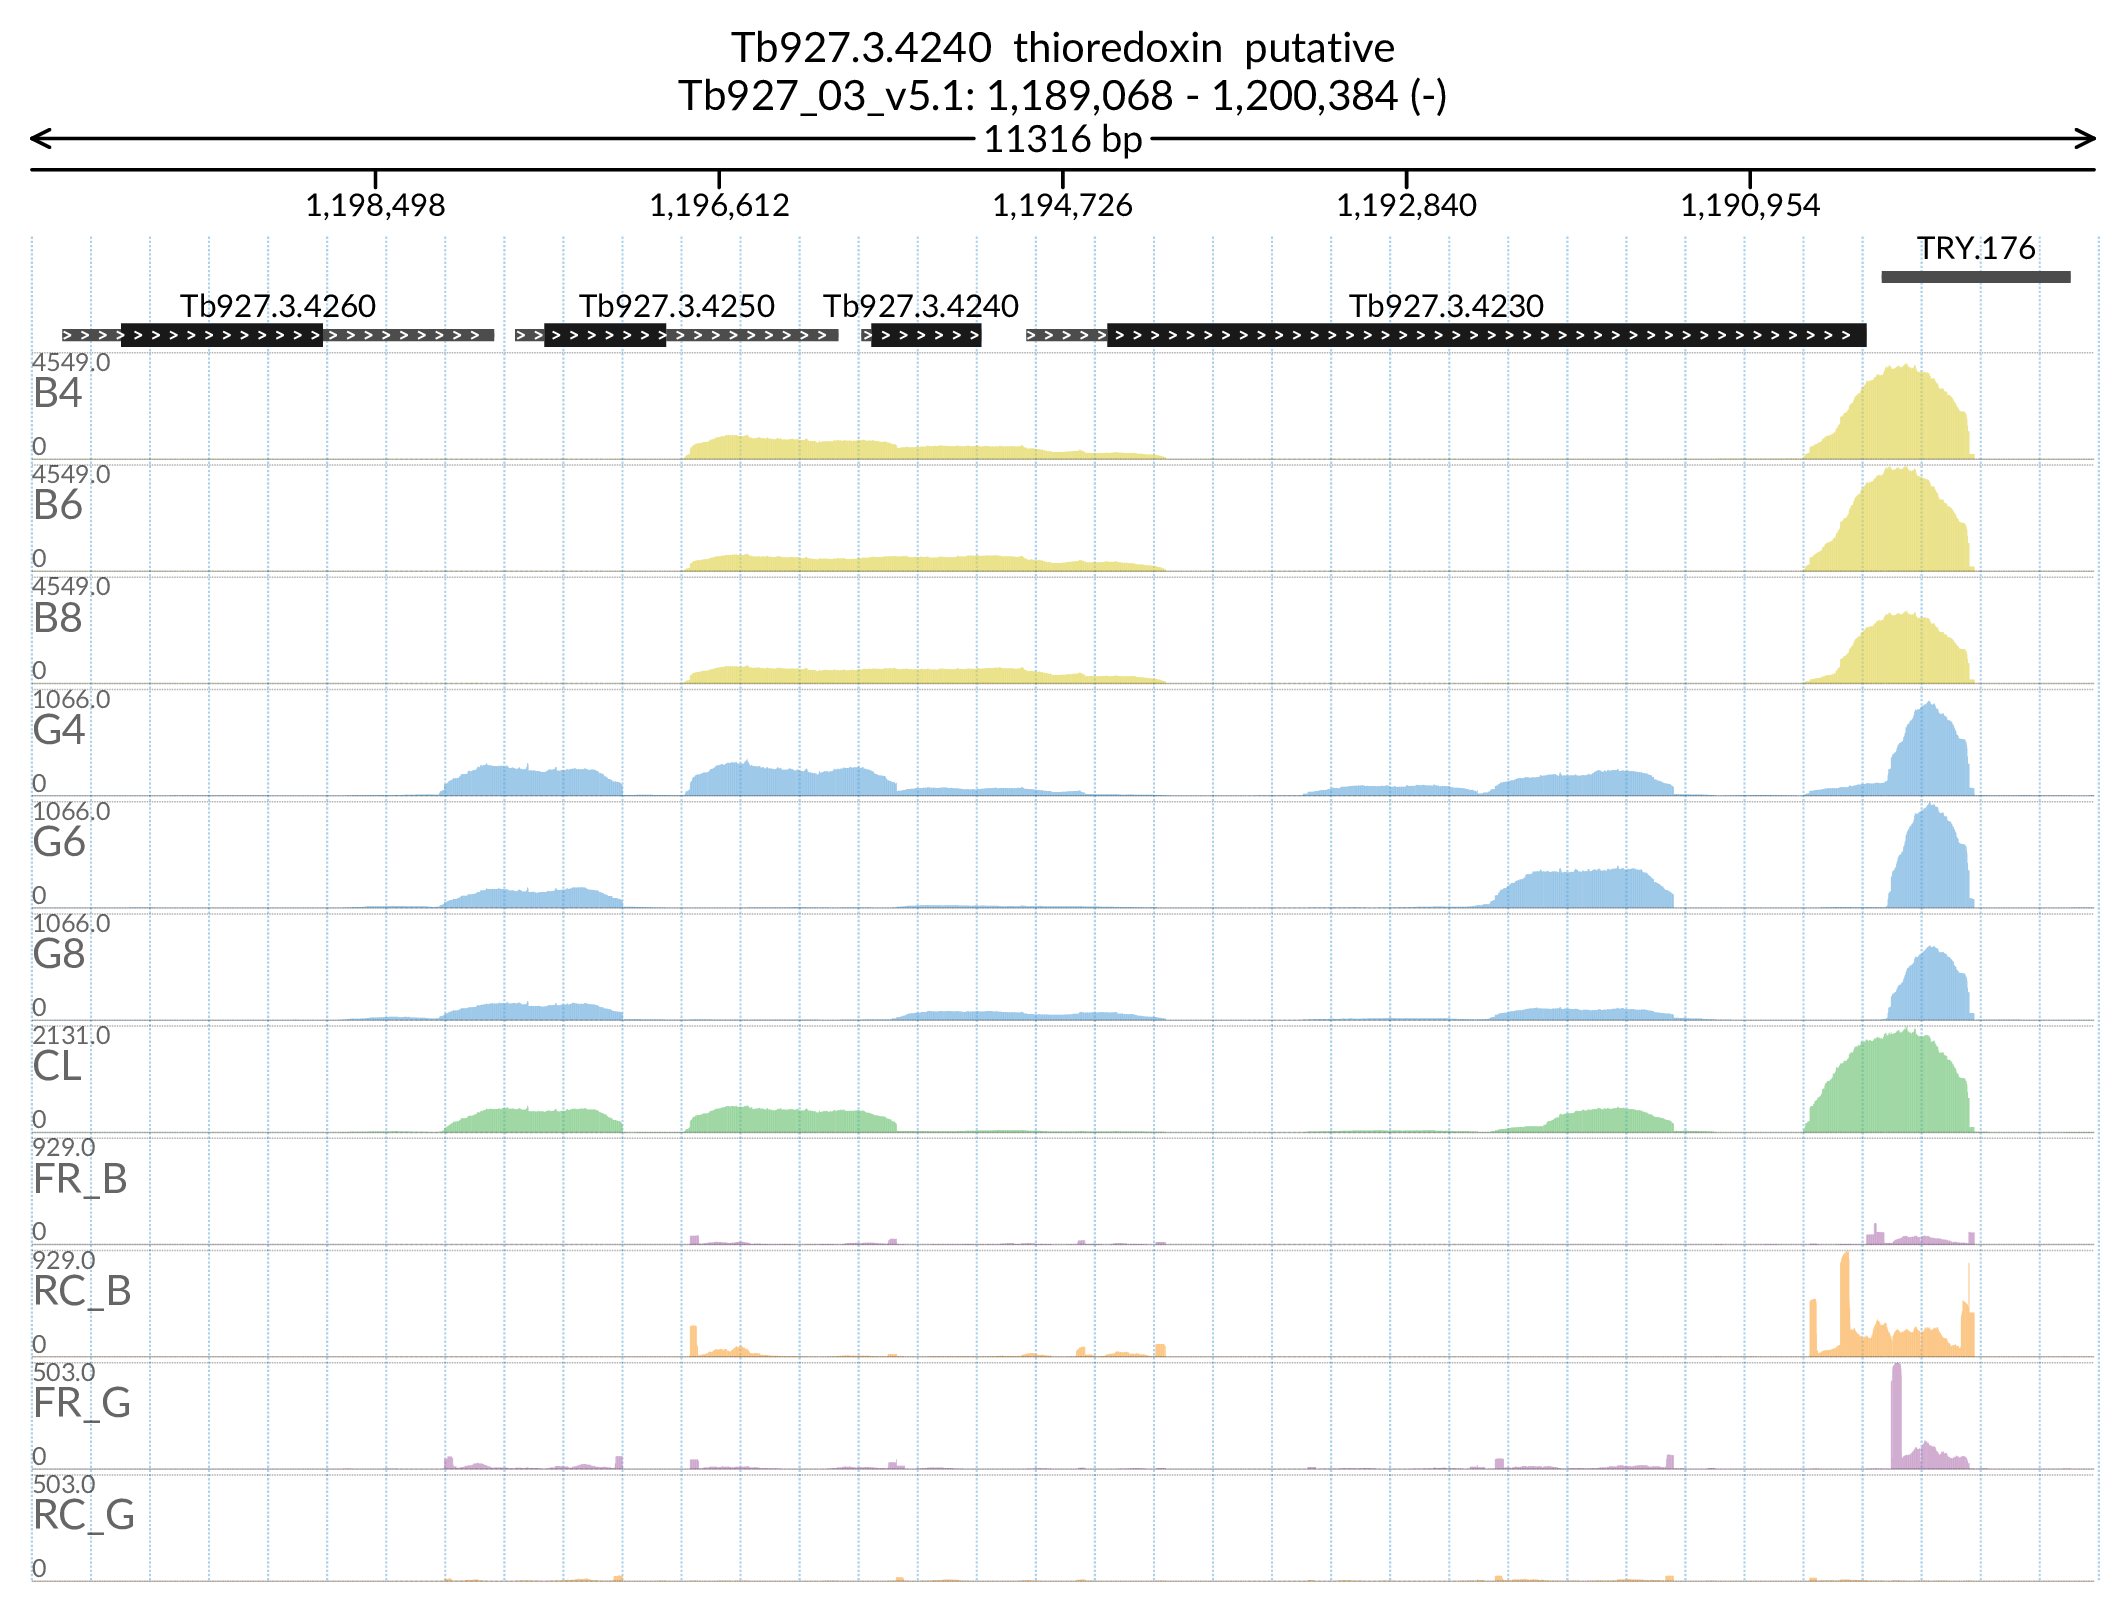 Tb927.3.4240 thioredoxin putative
Tb927_03_v5.1: 1,189,068 - 1,200,384 (-)
11316 bp
1,198,498 1,196,612 1,194,726 1,192,840 1,190,954
TRY.176
Tb927.3.4260 Tb927.3.4250 Tb927.3.4240 Tb927.3.4230
4549.0
B4
0
4549.0
B6
0
4549.0
B8
0
1066.0
G4
0
1066.0
G6
0
1066.0
G8
0
2131.0
CL
0
929.0
FR_B
0
929.0
RC_B
0
503.0
FR_G
0
503.0
RC_G
0